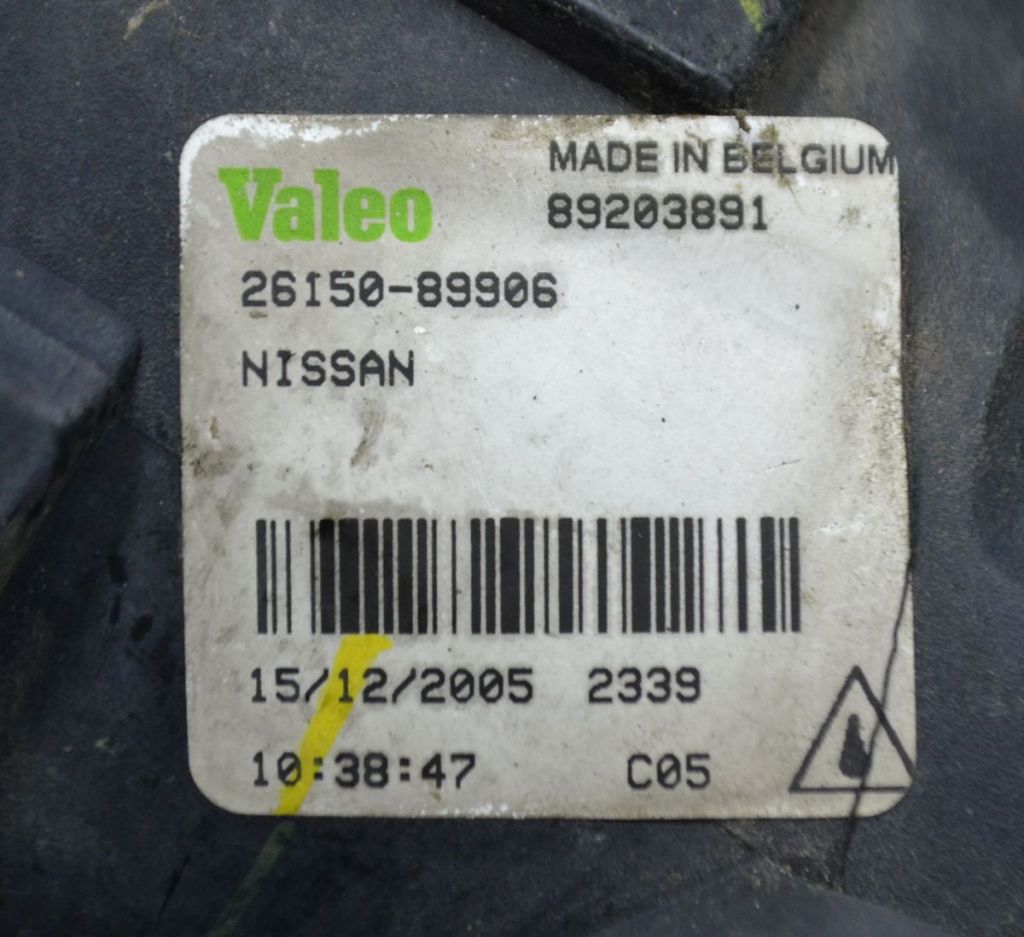 Valeo
MADE IN BELGIUM
89203891
26150-89906
NISSAN
15/12/2005 2339
10:38:47 C05